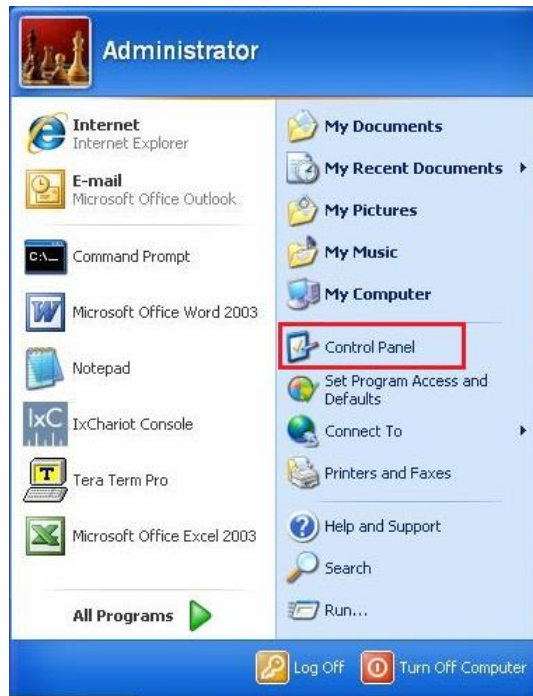 Administrator
Internet
Internet Explorer
E-mail
Microsoft Office Outlook
C:\_
Command Prompt
W
Microsoft Office Word 2003
Notepad
IxC
IxChariot Console
T
Tera Term Pro
X
Microsoft Office Excel 2003
All Programs
My Documents
My Recent Documents
My Pictures
My Music
My Computer
Control Panel
Set Program Access and
Defaults
Connect To
Printers and Faxes
Help and Support
Search
Run...
Log Off
Turn Off Computer